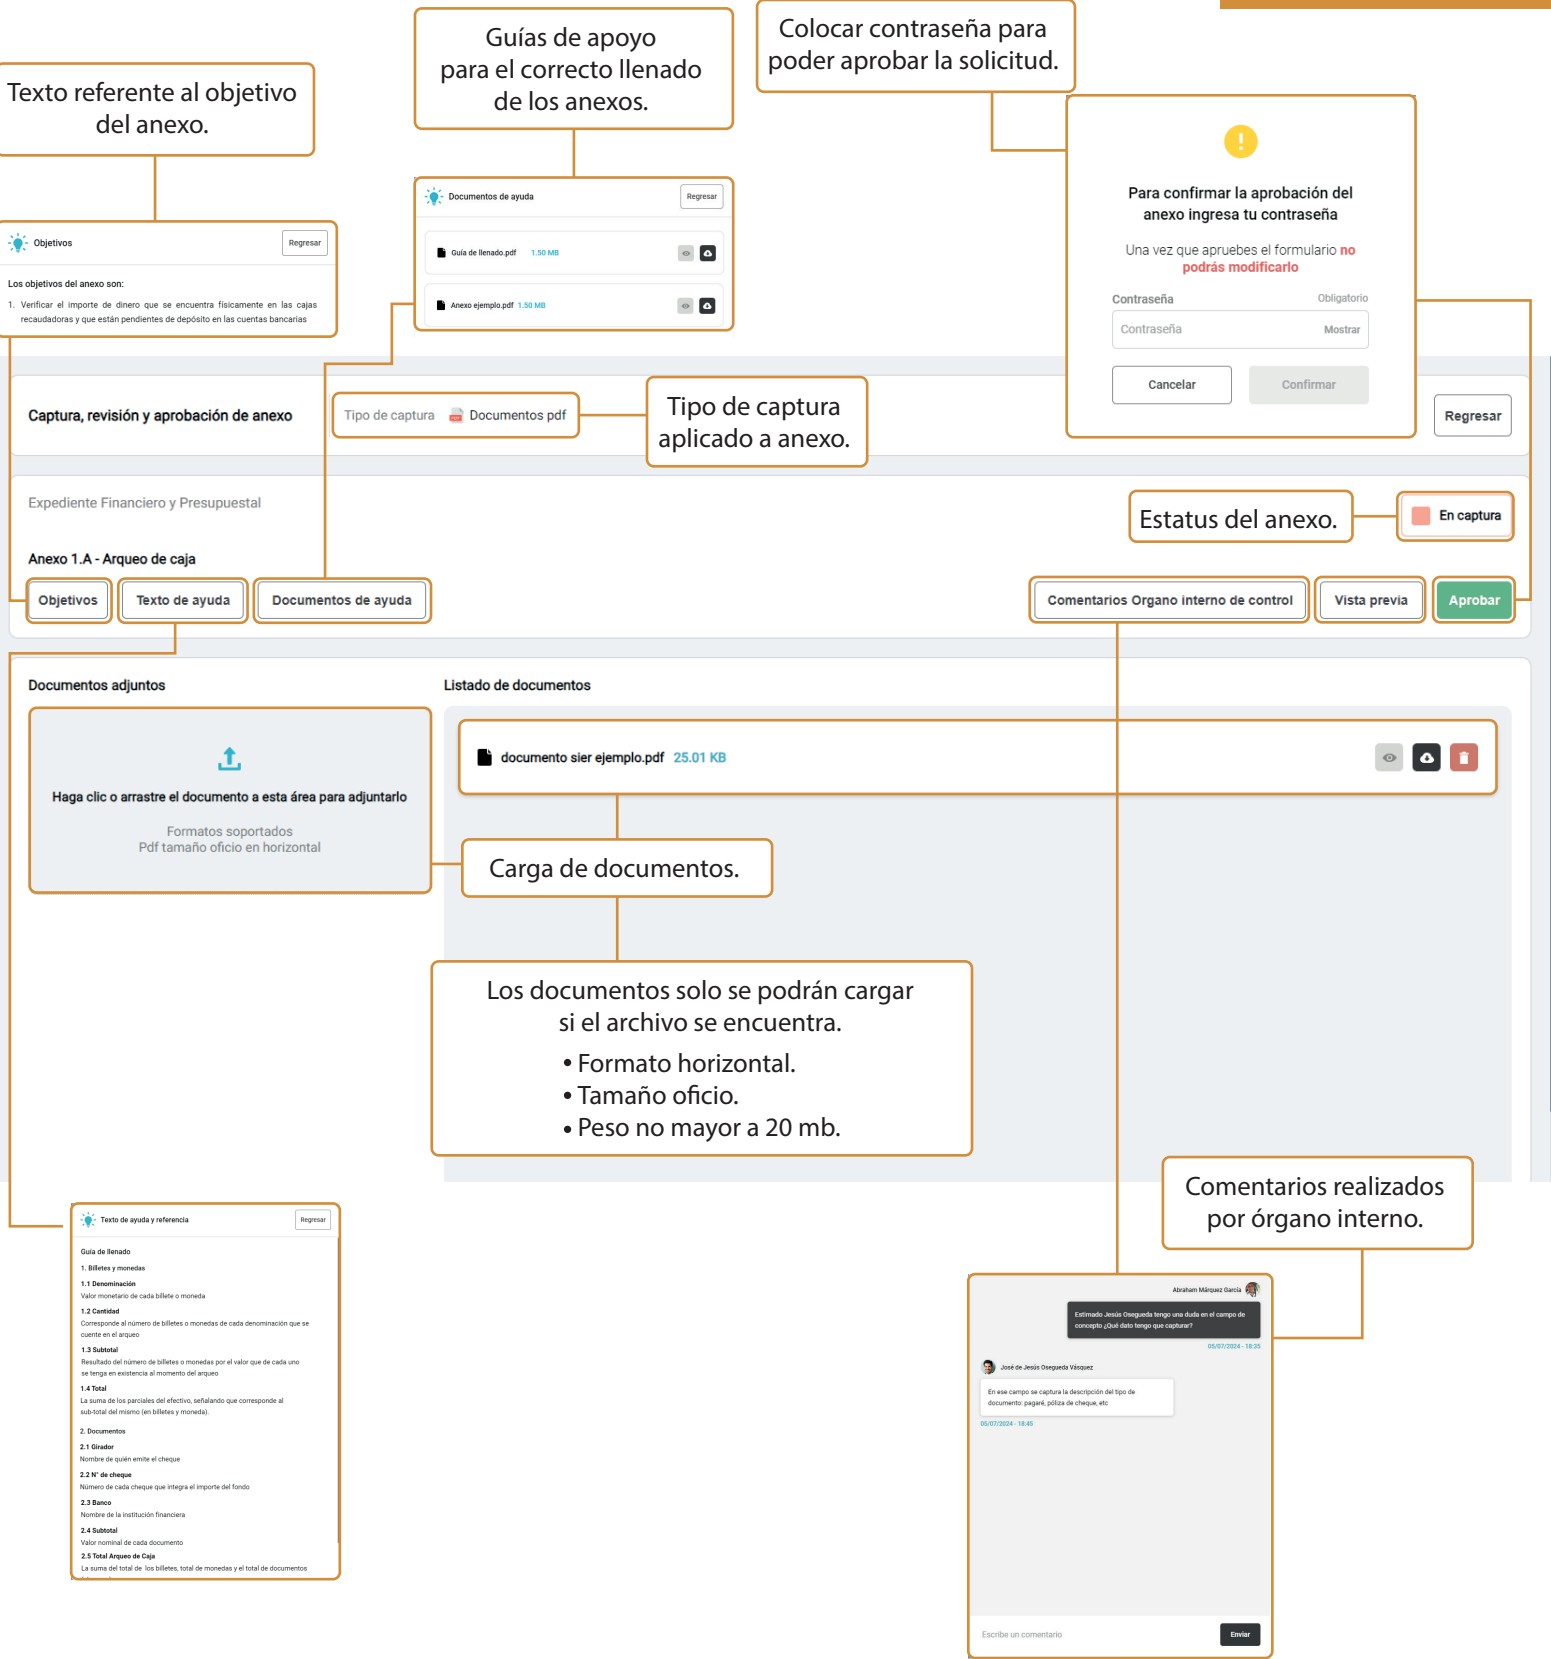 Texto referente al objetivo
del anexo.
Guías de apoyo
para el correcto llenado
de los anexos.
Colocar contraseña para
poder aprobar la solicitud.
Objetivos
Regresar
Los objetivos del anexo son:
1. Verificar el importe de dinero que se encuentra físicamente en las cajas
recaudadoras y que están pendientes de depósito en las cuentas bancarias
Documentos de ayuda
Regresar
Guía de llenado.pdf 1.50 MB
Anexo ejemplo.pdf 1.50 MB
Para confirmar la aprobación del
anexo ingresa tu contraseña
Una vez que apruebes el formulario no
podrás modificarlo
Contraseña Obligatorio
Contraseña Mostrar
Cancelar Confirmar
Captura, revisión y aprobación de anexo
Tipo de captura PDF Documentos pdf
Tipo de captura
aplicado a anexo.
Regresar
Expediente Financiero y Presupuestal
Estatus del anexo.
En captura
Anexo 1.A - Arqueo de caja
Objetivos Texto de ayuda Documentos de ayuda Comentarios Organo interno de control Vista previa Aprobar
Documentos adjuntos
Listado de documentos
Haga clic o arrastre el documento a esta área para adjuntarlo
Formatos soportados
Pdf tamaño oficio en horizontal
documento sier ejemplo.pdf 25.01 KB
Carga de documentos.
Los documentos solo se podrán cargar
si el archivo se encuentra.
• Formato horizontal.
• Tamaño oficio.
• Peso no mayor a 20 mb.
Comentarios realizados
por órgano interno.
Texto de ayuda y referencia
Regresar
Guía de llenado
1. Billetes y monedas
1.1 Denominación
Valor monetario de cada billete o moneda
1.2 Cantidad
Corresponde al número de billetes o monedas de cada denominación que se
cuente en el arqueo
1.3 Subtotal
Resultado del número de billetes o monedas por el valor que de cada uno
se tenga en existencia al momento del arqueo
1.4 Total
La suma de los parciales del efectivo, señalando que corresponde al
sub-total del mismo (en billetes y moneda).
2. Documentos
2.1 Girador
Nombre de quién emite el cheque
2.2 N° de cheque
Número de cada cheque que integra el importe del fondo
2.3 Banco
Nombre de la institución financiera
2.4 Subtotal
Valor nominal de cada documento
2.5 Total Arqueo de Caja
La suma del total de los billetes, total de monedas y el total de documentos
Abraham Márquez García
Estimado Jesús Osegueda tengo una duda en el campo de
concepto ¿Qué dato tengo que capturar?
05/07/2024 - 18:35
José de Jesús Osegueda Vásquez
En ese campo se captura la descripción del tipo de
documento: pagaré, póliza de cheque, etc
05/07/2024 - 18:45
Escribe un comentario
Enviar